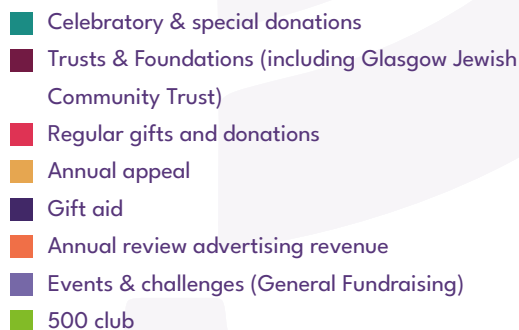 Celebratory & special donations
Trusts & Foundations (including Glasgow Jewish
Community Trust)
Regular gifts and donations
Annual appeal
Gift aid
Annual review advertising revenue
Events & challenges (General Fundraising)
500 club